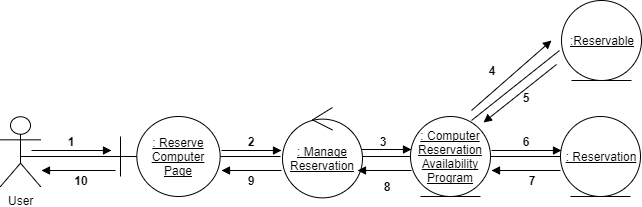 :Reservable
4
5
1
2
3
6
: Reserve
Computer
Page
: Manage
Reservation
: Computer
Reservation
Availability
Program
: Reservation
10
9
8
7
User